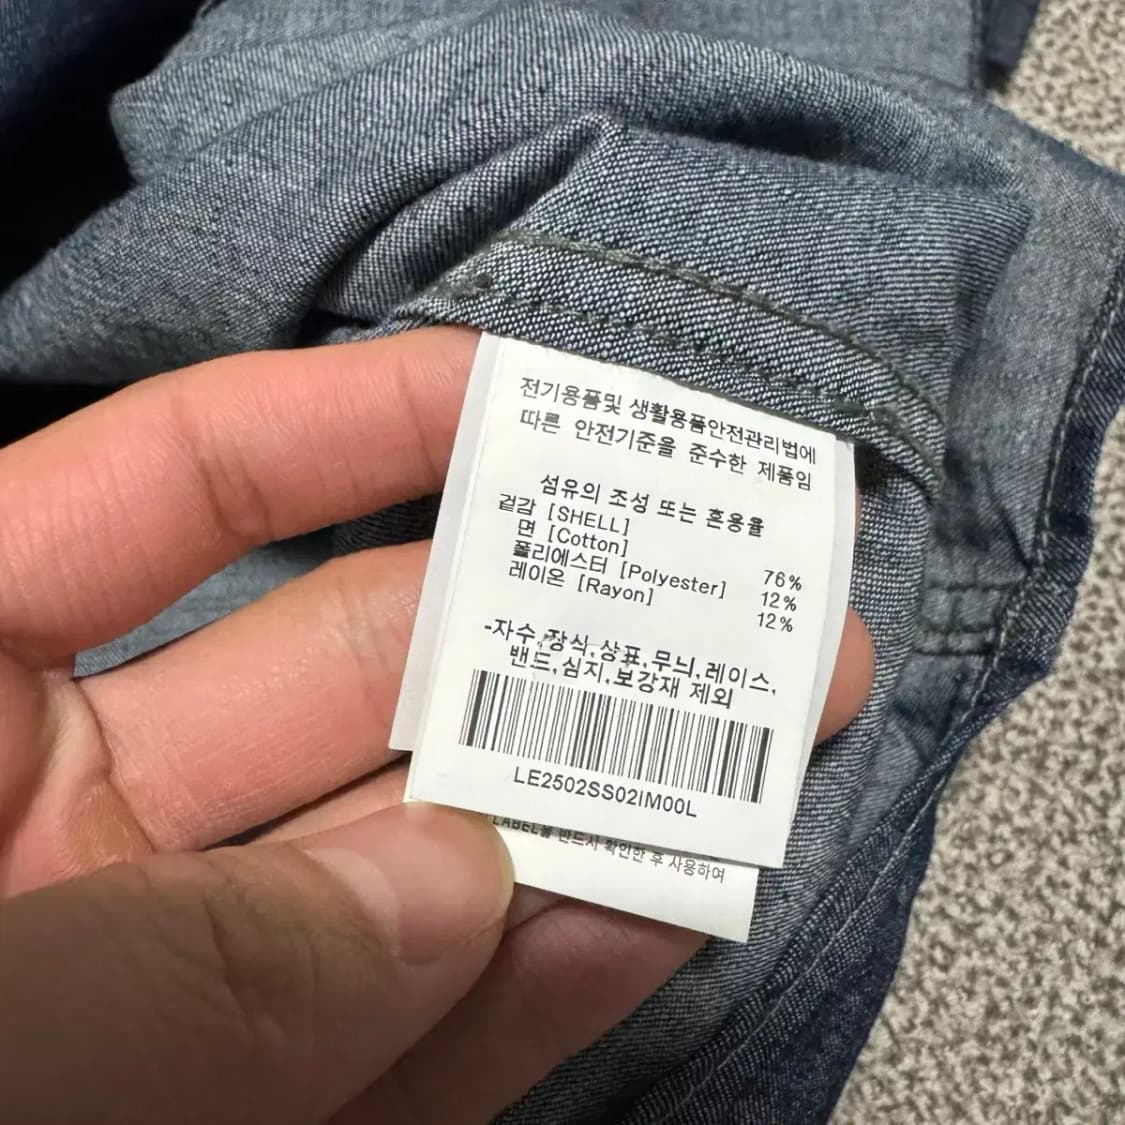 전기용품및 생활용품안전관리법에
따른 안전기준을 준수한 제품임
섬유의 조성 또는 혼용율
겉감 [SHELL]
면 [Cotton] 76%
폴리에스터 [Polyester] 12%
레이온 [Rayon] 12%
-자수,장식,상표,무늬,레이스,
밴드,심지,보강재 제외
LE2502SS02IM00L
LABEL을 반드시 확인한 후 사용하여